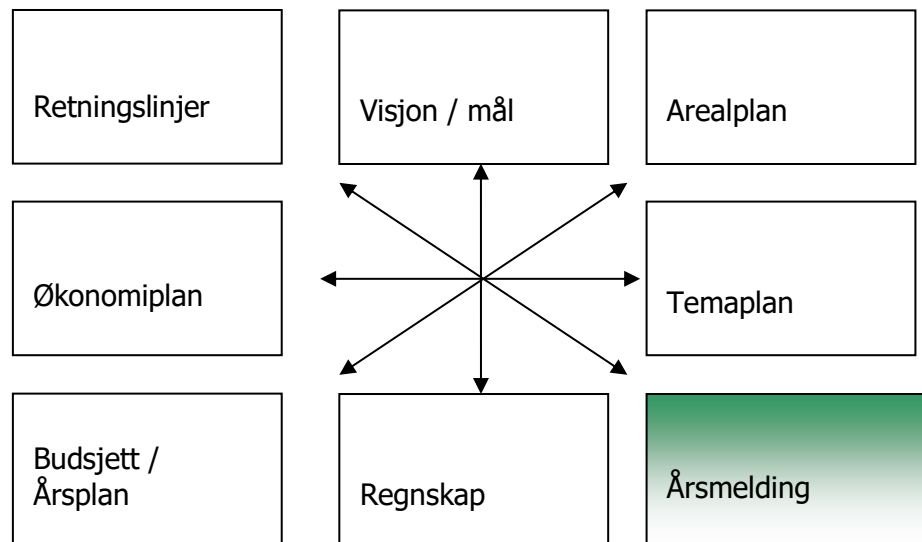 Retningslinjer
Visjon / mål
Arealplan
Økonomiplan
Temaplan
Budsjett /
Årsplan
Regnskap
Årsmelding